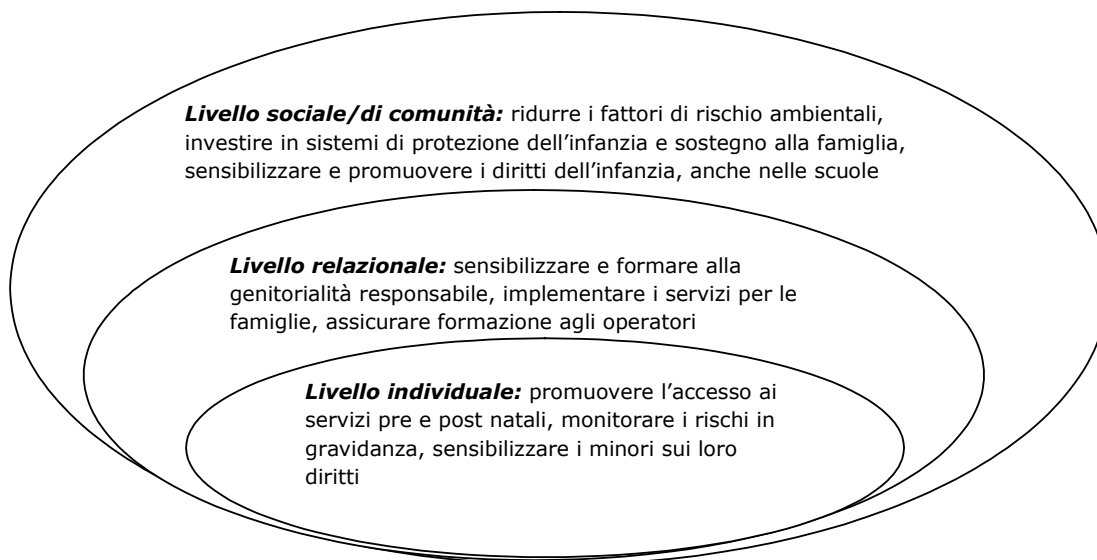 Livello sociale/di comunità: ridurre i fattori di rischio ambientali,
investire in sistemi di protezione dell’infanzia e sostegno alla famiglia,
sensibilizzare e promuovere i diritti dell’infanzia, anche nelle scuole
Livello relazionale: sensibilizzare e formare alla
genitorialità responsabile, implementare i servizi per le
famiglie, assicurare formazione agli operatori
Livello individuale: promuovere l’accesso ai
servizi pre e post natali, monitorare i rischi in
gravidanza, sensibilizzare i minori sui loro
diritti